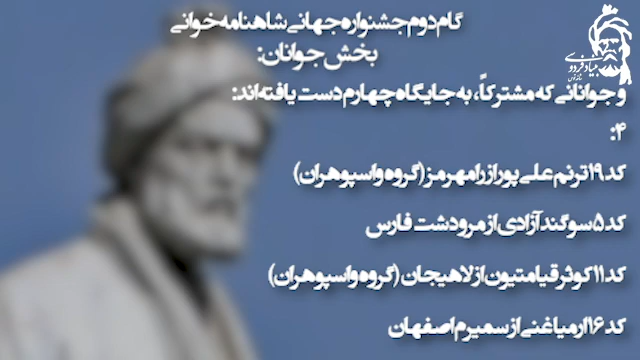 گام دوم جشنواره جهانی شاهنامه‌خوانی
بخش جوانان:
و جوانانی که مشترکاً، به جایگاه چهارم دست یافته‌اند:
۴:
کد ۱۹ ترنم علی‌پور از رامهرمز (گروه واسپوهران)
کد ۵ سوگند آزادی از مرودشت فارس
کد ۱۱ کوثر قیامتیون از لاهیجان (گروه واسپوهران)
کد ۱۶ ارمیا غنی از سمیرم اصفهان
بنیاد فردوسی